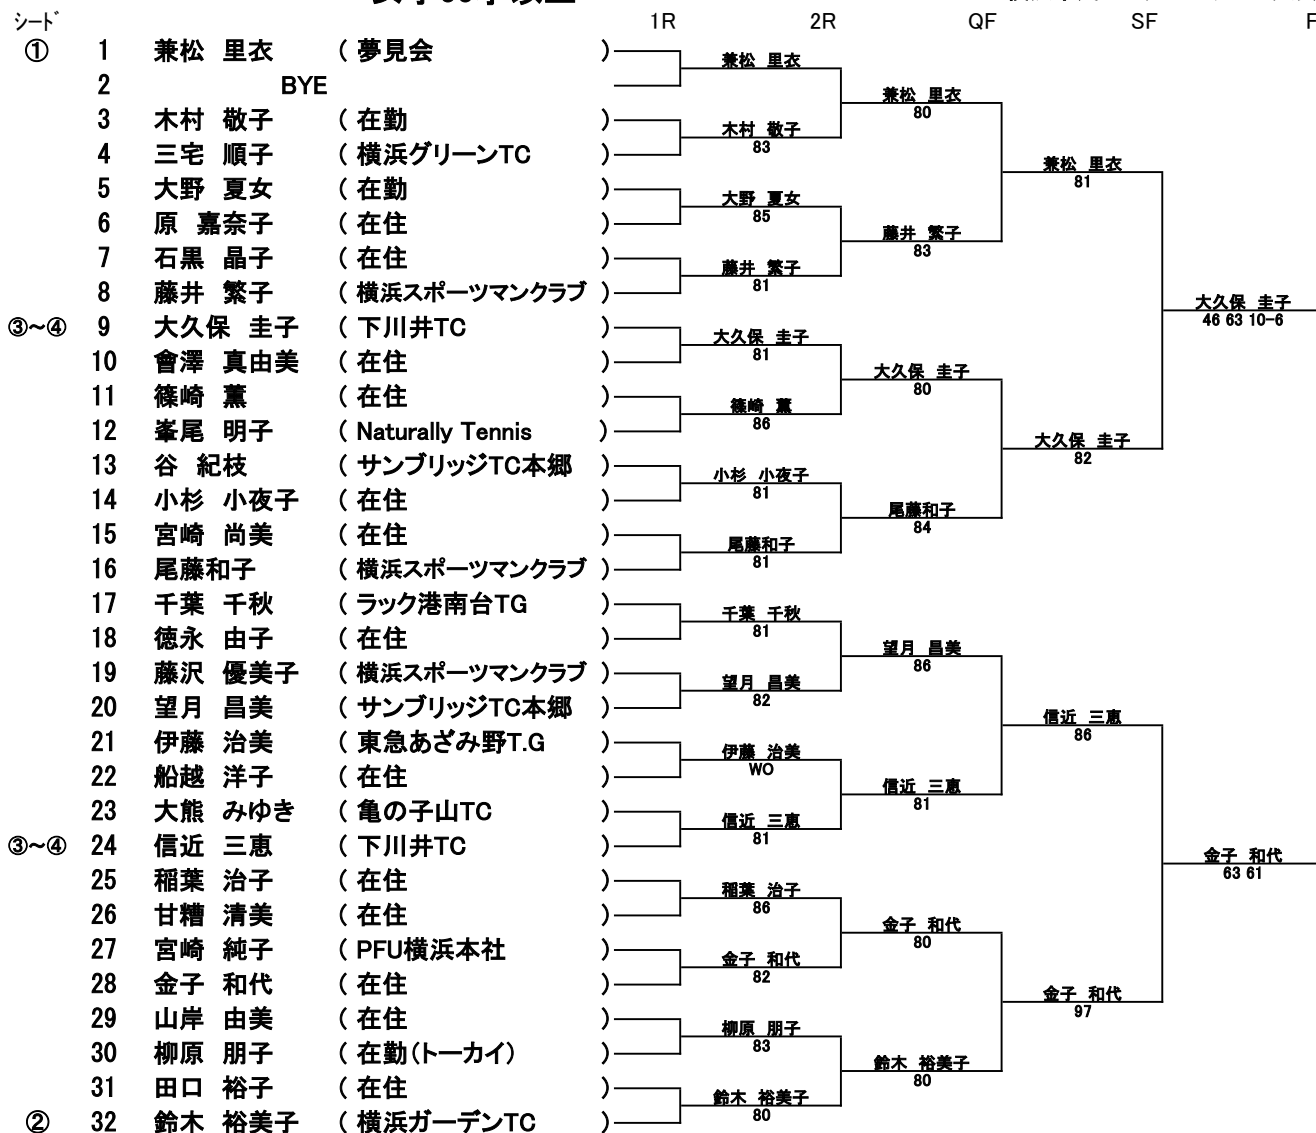 シード 1R 2R QF SF F
① 1 兼松 里衣 ( 夢見会 )
2 BYE
3 木村 敬子 ( 在勤 )
4 三宅 順子 ( 横浜グリーンTC )
5 大野 夏女 ( 在勤 )
6 原 嘉奈子 ( 在住 )
7 石黒 晶子 ( 在住 )
8 藤井 繁子 ( 横浜スポーツマンクラブ )
③~④ 9 大久保 圭子 ( 下川井TC )
10 會澤 真由美 ( 在住 )
11 篠崎 薫 ( 在住 )
12 峯尾 明子 ( Naturally Tennis )
13 谷 紀枝 ( サンブリッジTC本郷 )
14 小杉 小夜子 ( 在住 )
15 宮崎 尚美 ( 在住 )
16 尾藤和子 ( 横浜スポーツマンクラブ )
17 千葉 千秋 ( ラック港南台TG )
18 徳永 由子 ( 在住 )
19 藤沢 優美子 ( 横浜スポーツマンクラブ )
20 望月 昌美 ( サンブリッジTC本郷 )
21 伊藤 治美 ( 東急あざみ野T.G )
22 船越 洋子 ( 在住 )
23 大熊 みゆき ( 亀の子山TC )
③~④ 24 信近 三恵 ( 下川井TC )
25 稲葉 治子 ( 在住 )
26 甘糟 清美 ( 在住 )
27 宮崎 純子 ( PFU横浜本社 )
28 金子 和代 ( 在住 )
29 山岸 由美 ( 在住 )
30 柳原 朋子 ( 在勤(トーカイ) )
31 田口 裕子 ( 在住 )
② 32 鈴木 裕美子 ( 横浜ガーデンTC )
兼松 里衣
木村 敬子
83
大野 夏女
85
藤井 繁子
81
大久保 圭子
81
篠崎 薫
86
小杉 小夜子
81
尾藤和子
81
千葉 千秋
81
望月 昌美
82
伊藤 治美
WO
信近 三恵
81
稲葉 治子
86
金子 和代
82
柳原 朋子
83
鈴木 裕美子
80
兼松 里衣
80
藤井 繁子
83
大久保 圭子
80
尾藤和子
84
望月 昌美
86
信近 三恵
81
金子 和代
80
鈴木 裕美子
80
兼松 里衣
81
大久保 圭子
82
信近 三恵
86
金子 和代
97
大久保 圭子
46 63 10-6
金子 和代
63 61